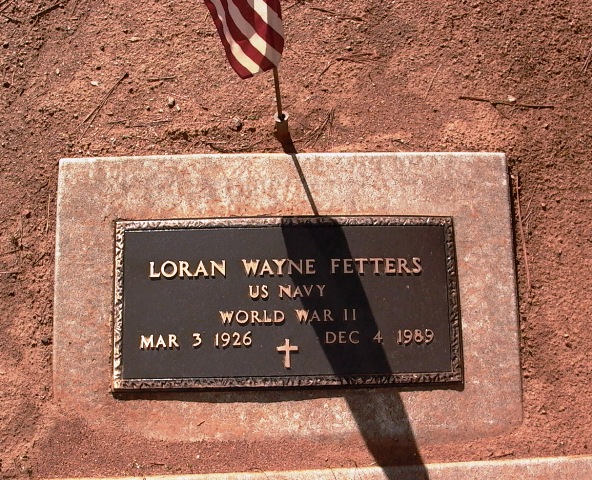 LORAN WAYNE FETTERS
US NAVY
WORLD WAR II
MAR 3 1926 DEC 4 1989